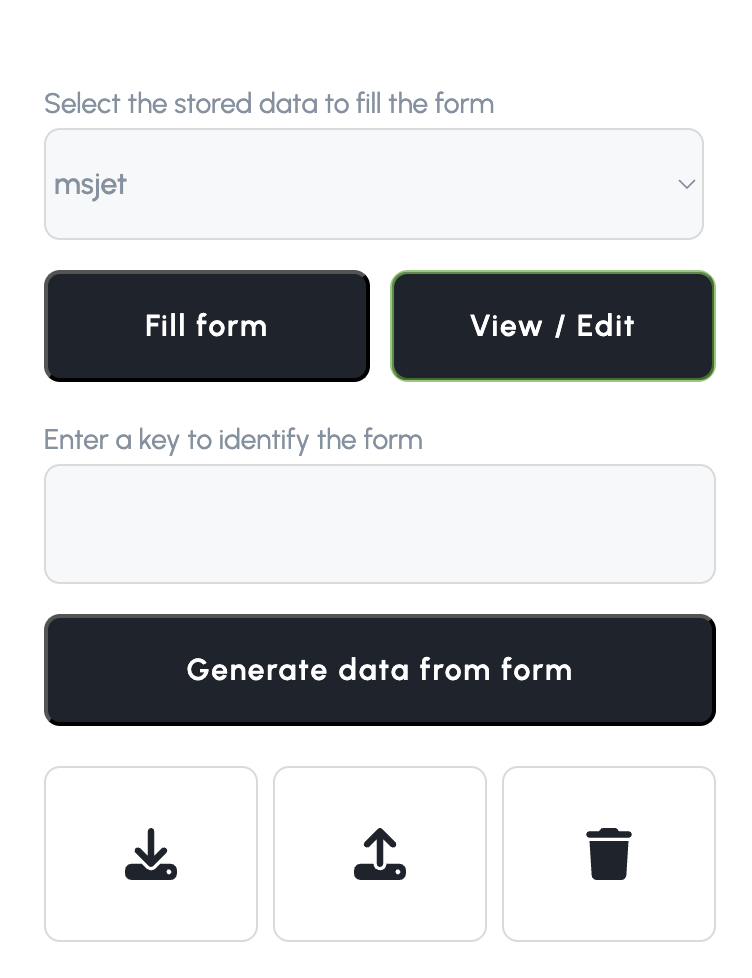 Select the stored data to fill the form
msjet
Fill form
View / Edit
Enter a key to identify the form
Generate data from form